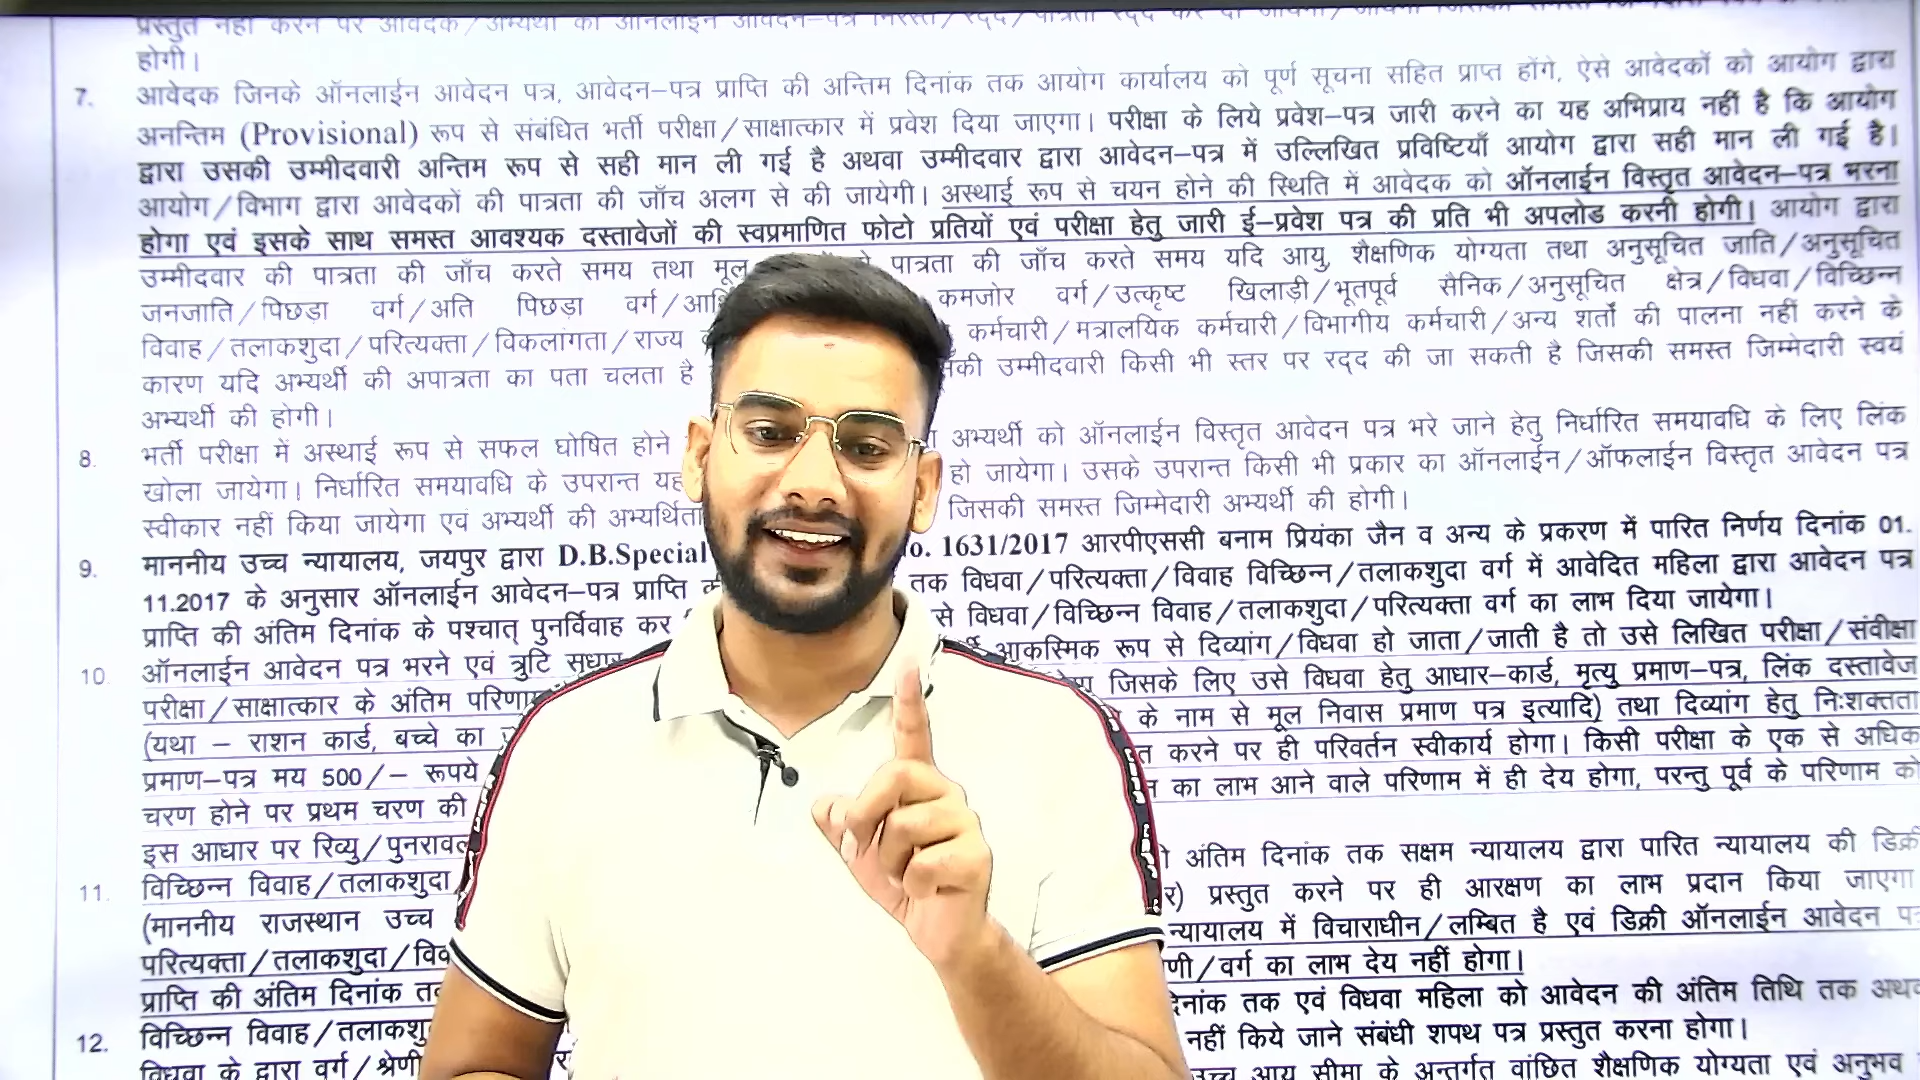 प्रस्तुत नहीं करने पर आवेदक/अभ्यर्थी का ऑनलाईन आवेदन–पत्र निरस्त/रद्द/पात्रता रद्द कर दी जायेगी/
होगी।
7. आवेदक जिनके ऑनलाईन आवेदन पत्र, आवेदन–पत्र प्राप्ति की अन्तिम दिनांक तक आयोग कार्यालय को पूर्ण सूचना सहित प्राप्त होंगे, ऐसे आवेदकों को आयोग द्वारा
अनन्तिम (Provisional) रूप से संबंधित भर्ती परीक्षा/साक्षात्कार में प्रवेश दिया जाएगा। परीक्षा के लिये प्रवेश–पत्र जारी करने का यह अभिप्राय नहीं है कि आयोग
द्वारा उसकी उम्मीदवारी अन्तिम रूप से सही मान ली गई है अथवा उम्मीदवार द्वारा आवेदन–पत्र में उल्लिखित प्रविष्टियाँ आयोग द्वारा सही मान ली गई है।
आयोग/विभाग द्वारा आवेदकों की पात्रता की जाँच अलग से की जायेगी। अस्थाई रूप से चयन होने की स्थिति में आवेदक को ऑनलाईन विस्तृत आवेदन–पत्र भरना
होगा एवं इसके साथ समस्त आवश्यक दस्तावेजों की स्वप्रमाणित फोटो प्रतियों एवं परीक्षा हेतु जारी ई–प्रवेश पत्र की प्रति भी अपलोड करनी होगी। आयोग द्वारा
उम्मीदवार की पात्रता की जाँच करते समय तथा मूल पात्रता की जाँच करते समय यदि आयु, शैक्षणिक योग्यता तथा अनुसूचित जाति/अनुसूचित
जनजाति/पिछड़ा वर्ग/अति पिछड़ा वर्ग/आर्थि कमजोर वर्ग/उत्कृष्ट खिलाड़ी/भूतपूर्व सैनिक/अनुसूचित क्षेत्र/विधवा/विच्छिन्न
विवाह/तलाकशुदा/परित्यक्ता/विकलांगता/राज्य कर्मचारी/मत्रालयिक कर्मचारी/विभागीय कर्मचारी/अन्य शर्तों की पालना नहीं करने के
कारण यदि अभ्यर्थी की अपात्रता का पता चलता है की उम्मीदवारी किसी भी स्तर पर रद्द की जा सकती है जिसकी समस्त जिम्मेदारी स्वयं
अभ्यर्थी की होगी।
8. भर्ती परीक्षा में अस्थाई रूप से सफल घोषित होने अभ्यर्थी को ऑनलाईन विस्तृत आवेदन पत्र भरे जाने हेतु निर्धारित समयावधि के लिए लिंक
खोला जायेगा। निर्धारित समयावधि के उपरान्त यह हो जायेगा। उसके उपरान्त किसी भी प्रकार का ऑनलाईन/ऑफलाईन विस्तृत आवेदन पत्र
स्वीकार नहीं किया जायेगा एवं अभ्यर्थी की अभ्यर्थिता जिसकी समस्त जिम्मेदारी अभ्यर्थी की होगी।
9. माननीय उच्च न्यायालय, जयपुर द्वारा D.B.Special o. 1631/2017 आरपीएससी बनाम प्रियंका जैन व अन्य के प्रकरण में पारित निर्णय दिनांक 01.
11.2017 के अनुसार ऑनलाईन आवेदन–पत्र प्राप्ति की तक विधवा/परित्यक्ता/विवाह विच्छिन्न/तलाकशुदा वर्ग में आवेदित महिला द्वारा आवेदन पत्र
प्राप्ति की अंतिम दिनांक के पश्चात् पुनर्विवाह कर से विधवा/विच्छिन्न विवाह/तलाकशुदा/परित्यक्ता वर्ग का लाभ दिया जायेगा।
10. ऑनलाईन आवेदन पत्र भरने एवं त्रुटि सुधार आकस्मिक रूप से दिव्यांग/विधवा हो जाता/जाती है तो उसे लिखित परीक्षा/संवीक्षा
परीक्षा/साक्षात्कार के अंतिम परिणाम जिसके लिए उसे विधवा हेतु आधार–कार्ड, मृत्यु प्रमाण–पत्र, लिंक दस्तावेज
(यथा – राशन कार्ड, बच्चे का के नाम से मूल निवास प्रमाण पत्र इत्यादि) तथा दिव्यांग हेतु निःशक्तता
प्रमाण–पत्र मय 500/– रूपये त करने पर ही परिवर्तन स्वीकार्य होगा। किसी परीक्षा के एक से अधिक
चरण होने पर प्रथम चरण की का लाभ आने वाले परिणाम में ही देय होगा, परन्तु पूर्व के परिणाम को
इस आधार पर रिव्यु/पुनरावल
11. विच्छिन्न विवाह/तलाकशुदा अंतिम दिनांक तक सक्षम न्यायालय द्वारा पारित न्यायालय की डिक्री
(माननीय राजस्थान उच्च र) प्रस्तुत करने पर ही आरक्षण का लाभ प्रदान किया जाएगा
परित्यक्ता/तलाकशुदा/विव न्यायालय में विचाराधीन/लम्बित है एवं डिक्री ऑनलाईन आवेदन पत्र
प्राप्ति की अंतिम दिनांक तक णी/वर्ग का लाभ देय नहीं होगा।
12. विच्छिन्न विवाह/तलाकशु दिनांक तक एवं विधवा महिला को आवेदन की अंतिम तिथि तक अथव
विधवा के द्वारा वर्ग/श्रेणी नहीं किये जाने संबंधी शपथ पत्र प्रस्तुत करना होगा।
उच्च आयु सीमा के अन्तर्गत वांछित शैक्षणिक योग्यता एवं अनुभव